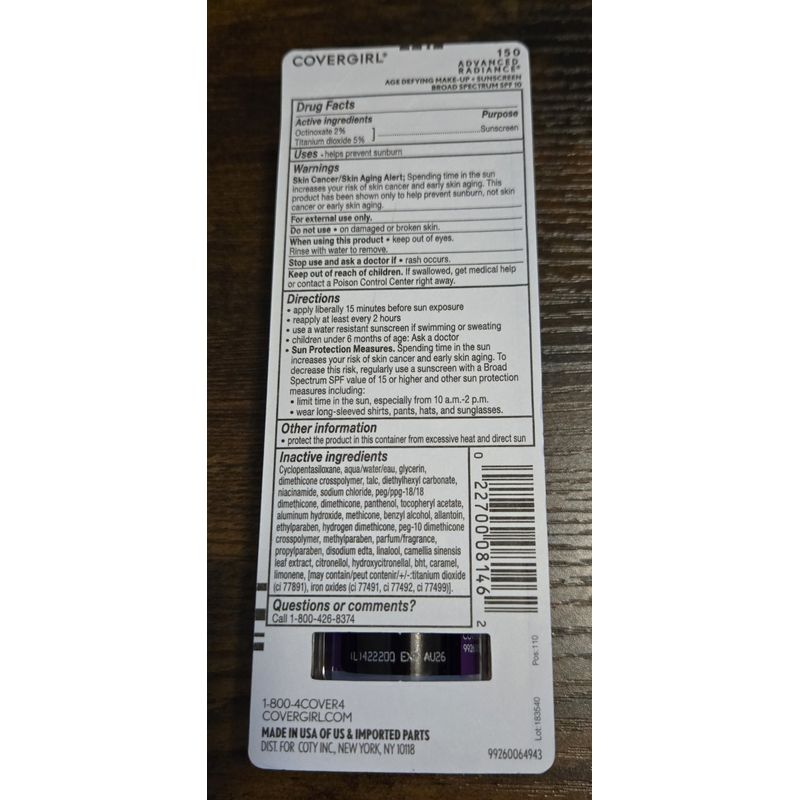 COVERGIRL®
150
ADVANCED
RADIANCE®
AGE DEFYING MAKE-UP + SUNSCREEN
BROAD SPECTRUM SPF 10
Drug Facts
Active ingredients
Purpose
Octinoxate 2%
Titanium dioxide 5%
] ..........Sunscreen
Uses • helps prevent sunburn
Warnings
Skin Cancer/Skin Aging Alert: Spending time in the sun
increases your risk of skin cancer and early skin aging. This
product has been shown only to help prevent sunburn, not skin
cancer or early skin aging.
For external use only.
Do not use • on damaged or broken skin.
When using this product • keep out of eyes.
Rinse with water to remove.
Stop use and ask a doctor if • rash occurs.
Keep out of reach of children. If swallowed, get medical help
or contact a Poison Control Center right away.
Directions
• apply liberally 15 minutes before sun exposure
• reapply at least every 2 hours
• use a water resistant sunscreen if swimming or sweating
• children under 6 months of age: Ask a doctor
• Sun Protection Measures. Spending time in the sun
increases your risk of skin cancer and early skin aging. To
decrease this risk, regularly use a sunscreen with a Broad
Spectrum SPF value of 15 or higher and other sun protection
measures including:
• limit time in the sun, especially from 10 a.m.-2 p.m.
• wear long-sleeved shirts, pants, hats, and sunglasses.
Other information
• protect the product in this container from excessive heat and direct sun
Inactive ingredients
Cyclopentasiloxane, aqua/water/eau, glycerin,
dimethicone crosspolymer, talc, diethylhexyl carbonate,
niacinamide, sodium chloride, peg/ppg-18/18
dimethicone, dimethicone, panthenol, tocopheryl acetate,
aluminum hydroxide, methicone, benzyl alcohol, allantoin,
ethylparaben, hydrogen dimethicone, peg-10 dimethicone
crosspolymer, methylparaben, parfum/fragrance,
propylparaben, disodium edta, linalool, camellia sinensis
leaf extract, citronellol, hydroxycitronellal, bht, caramel,
limonene, [may contain/peut contenir/+/-:titanium dioxide
(ci 77891), iron oxides (ci 77491, ci 77492, ci 77499)].
0 22700 08146 2
Questions or comments?
Call 1-800-426-8374
(L)42220Q EXP AU26
1-800-4COVER4
COVERGIRL.COM
MADE IN USA OF US & IMPORTED PARTS
DIST. FOR COTY INC., NEW YORK, NY 10118
99260064943
Lot: 183540 Pos:110